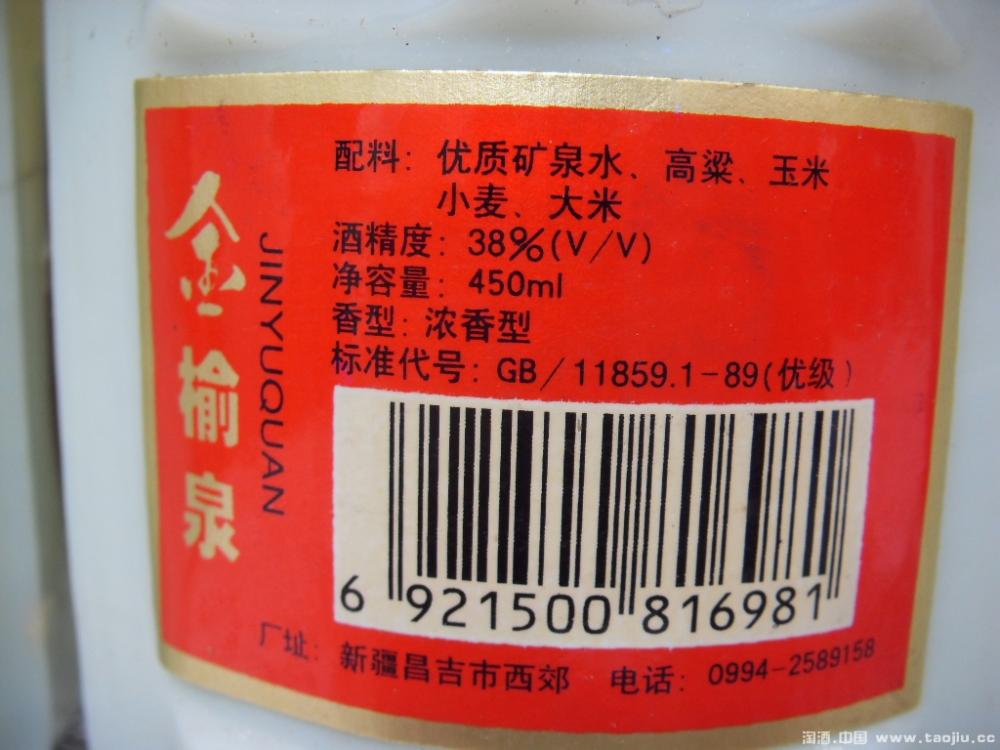 金榆泉
JINYUQUAN
配料：优质矿泉水、高粱、玉米
小麦、大米
酒精度：38%(V/V)
净容量：450ml
香型：浓香型
标准代号：GB/11859.1-89(优级)
6 921500 816981
厂址：新疆昌吉市西郊 电话：0994-2589158
淘酒.中国 www.taojiu.cc